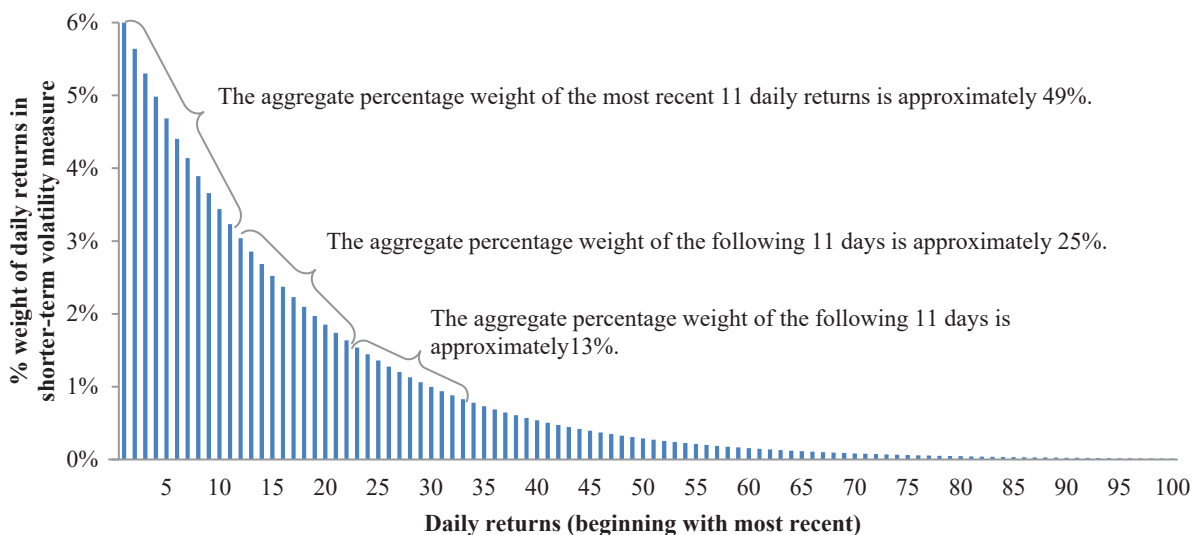 6%
5%
4%
3%
2%
1%
0%
% weight of daily returns in
shorter-term volatility measure
The aggregate percentage weight of the most recent 11 daily returns is approximately 49%.
The aggregate percentage weight of the following 11 days is approximately 25%.
The aggregate percentage weight of the following 11 days is
approximately13%.
5 10 15 20 25 30 35 40 45 50 55 60 65 70 75 80 85 90 95 100
Daily returns (beginning with most recent)